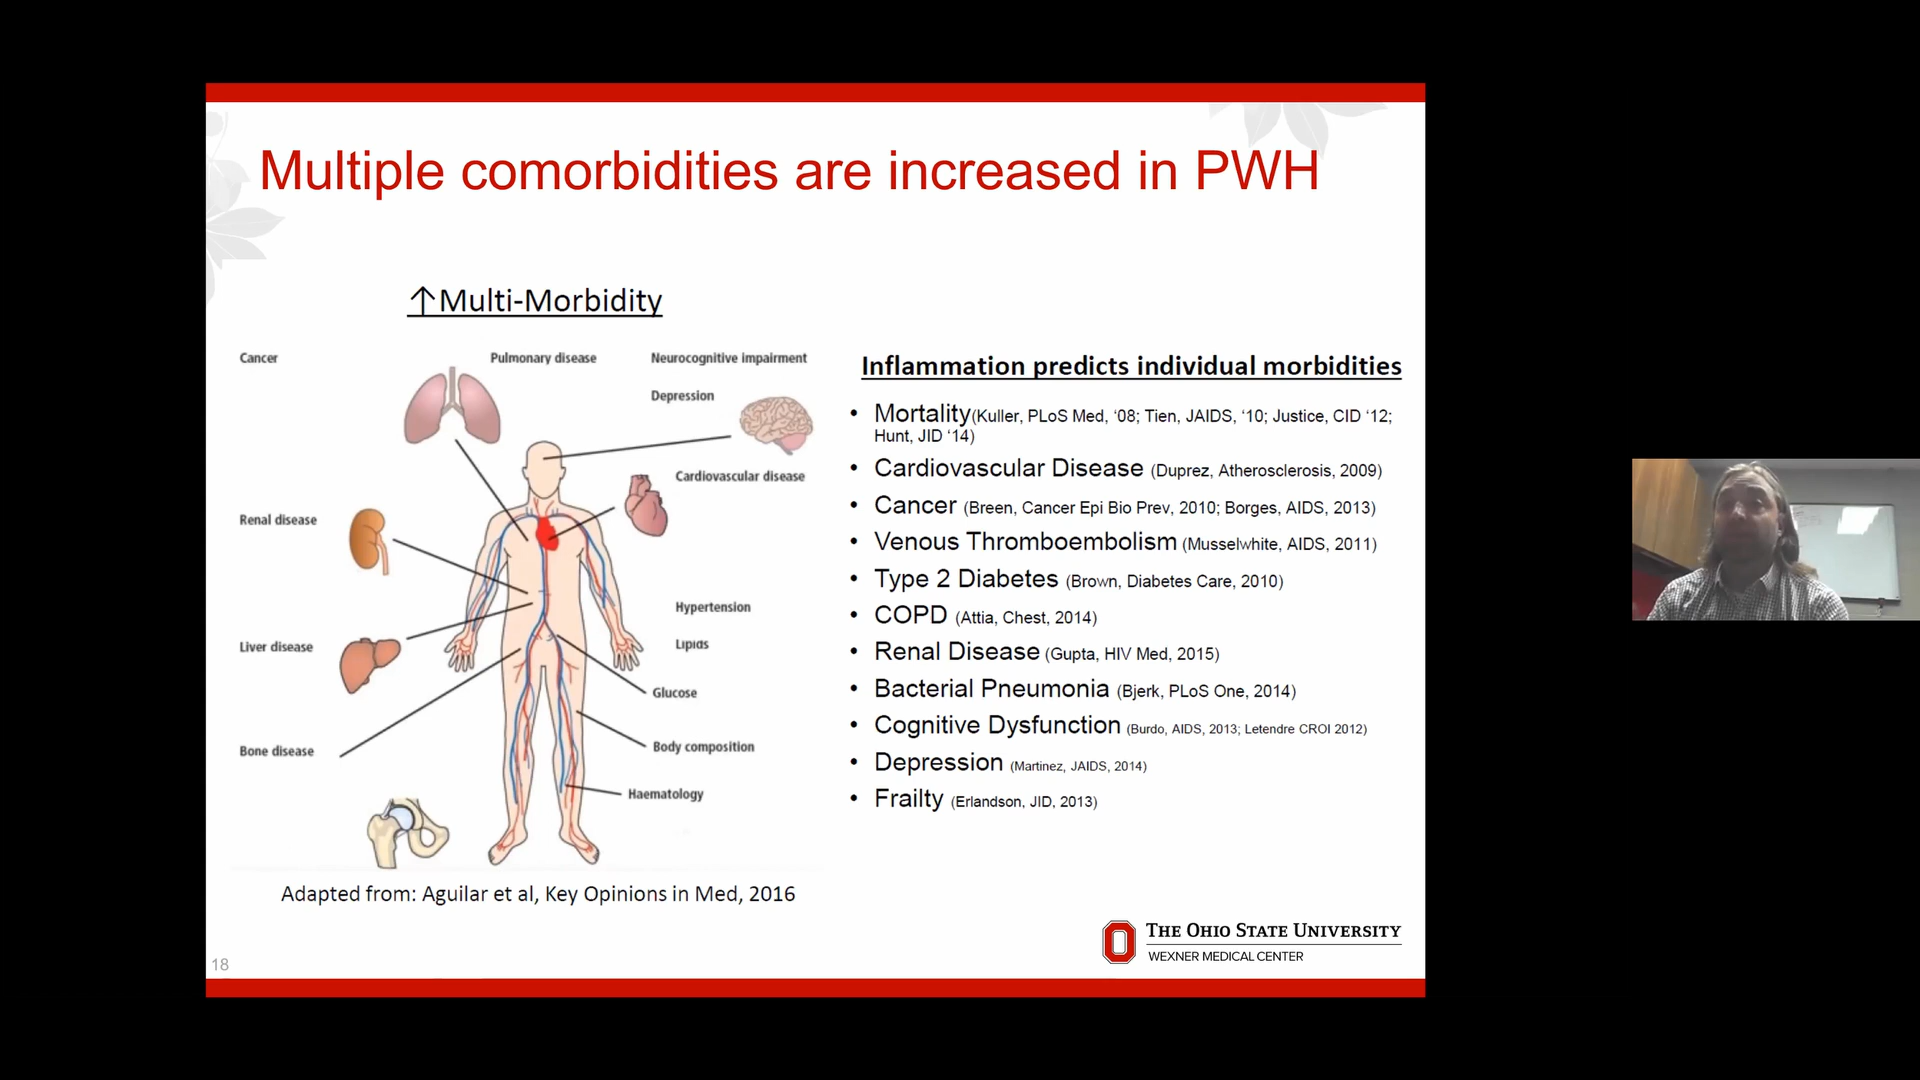 Multiple comorbidities are increased in PWH
↑Multi-Morbidity
Cancer
Pulmonary disease
Neurocognitive impairment
Depression
Cardiovascular disease
Renal disease
Hypertension
Liver disease
Lipids
Glucose
Bone disease
Body composition
Haematology
Adapted from: Aguilar et al, Key Opinions in Med, 2016
Inflammation predicts individual morbidities
• Mortality(Kuller, PLoS Med, ‘08; Tien, JAIDS, ‘10; Justice, CID ‘12;
Hunt, JID ‘14)
• Cardiovascular Disease (Duprez, Atherosclerosis, 2009)
• Cancer (Breen, Cancer Epi Bio Prev, 2010; Borges, AIDS, 2013)
• Venous Thromboembolism (Musselwhite, AIDS, 2011)
• Type 2 Diabetes (Brown, Diabetes Care, 2010)
• COPD (Attia, Chest, 2014)
• Renal Disease (Gupta, HIV Med, 2015)
• Bacterial Pneumonia (Bjerk, PLoS One, 2014)
• Cognitive Dysfunction (Burdo, AIDS, 2013; Letendre CROI 2012)
• Depression (Martinez, JAIDS, 2014)
• Frailty (Erlandson, JID, 2013)
THE OHIO STATE UNIVERSITY
WEXNER MEDICAL CENTER
18